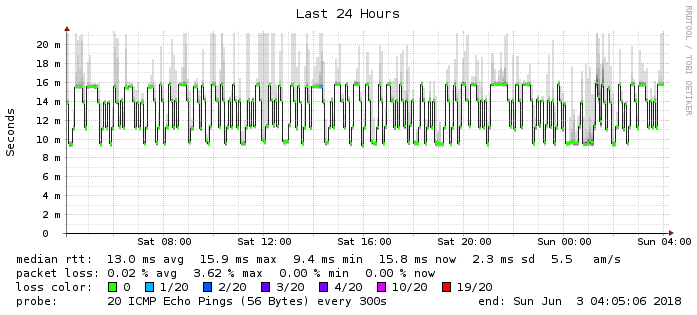 Last 24 Hours
RRDTOOL / TOBI OETIKER
Seconds
20 m
18 m
16 m
14 m
12 m
10 m
8 m
6 m
4 m
2 m
0
Sat 08:00 Sat 12:00 Sat 16:00 Sat 20:00 Sun 00:00 Sun 04:00
median rtt: 13.0 ms avg 15.9 ms max 9.4 ms min 15.8 ms now 2.3 ms sd 5.5 am/s
packet loss: 0.02 % avg 3.62 % max 0.00 % min 0.00 % now
loss color: 0 1/20 2/20 3/20 4/20 10/20 19/20
probe: 20 ICMP Echo Pings (56 Bytes) every 300s end: Sun Jun 3 04:05:06 2018